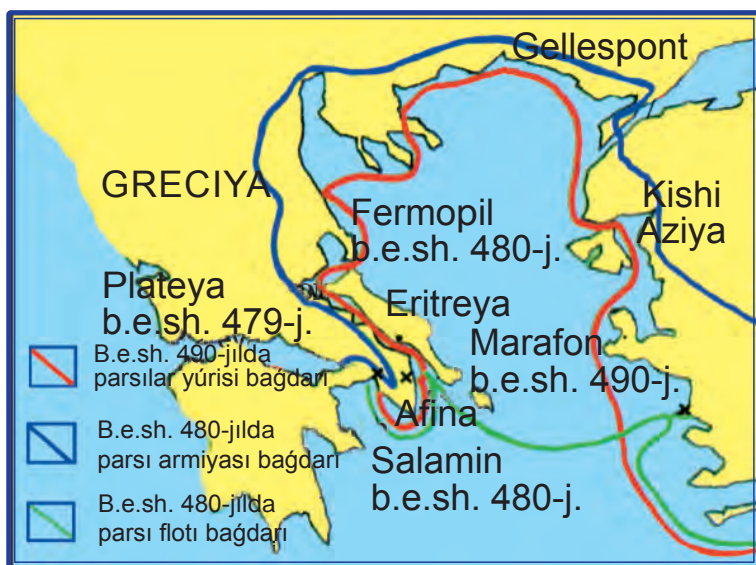 Gellespont
GRECIYA
Kishi
Aziya
Fermopil
b.e.sh. 480-j.
Plateya
b.e.sh. 479-j.
Eritreya
Marafon
b.e.sh. 490-j.
Afina
Salamin
b.e.sh. 480-j.
B.e.sh. 490-jılda
parsılar yúrisi baǵdarı
B.e.sh. 480-jılda
parsı armiyası baǵdarı
B.e.sh. 480-jılda
parsı flotı baǵdarı